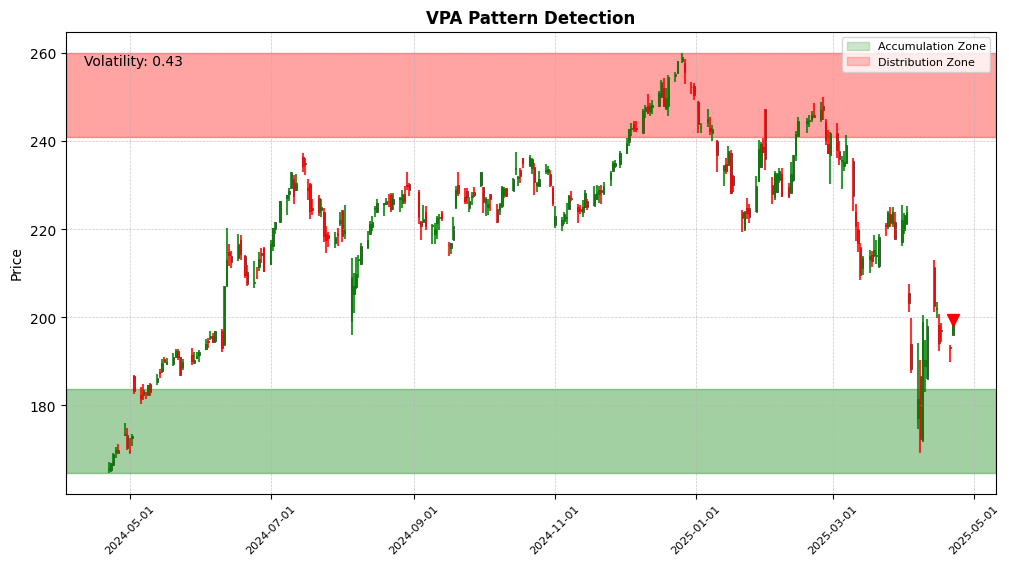 VPA Pattern Detection
Volatility: 0.43
Accumulation Zone
Distribution Zone
Price
260
240
220
200
180
2024-05-01
2024-07-01
2024-09-01
2024-11-01
2025-01-01
2025-03-01
2025-05-01